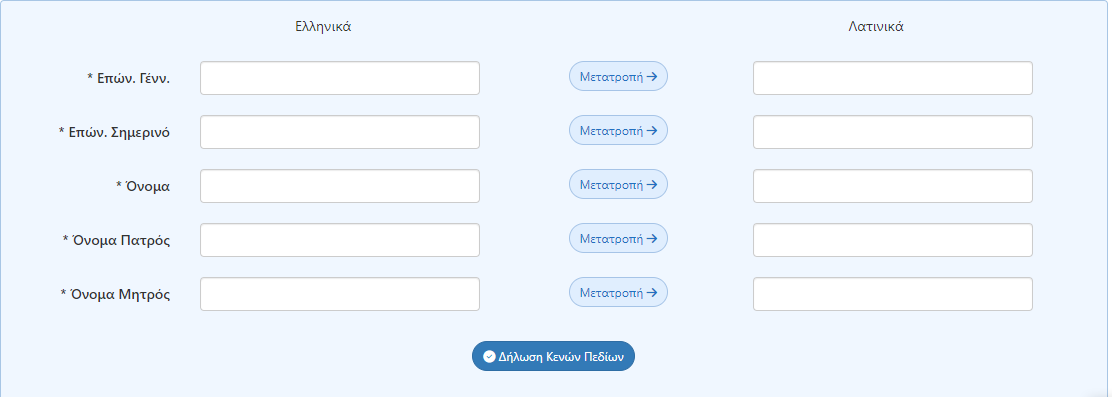 Ελληνικά Λατινικά
* Επών. Γένν. Μετατροπή →
* Επών. Σημερινό Μετατροπή →
* Όνομα Μετατροπή →
* Όνομα Πατρός Μετατροπή →
* Όνομα Μητρός Μετατροπή →
Δήλωση Κενών Πεδίων